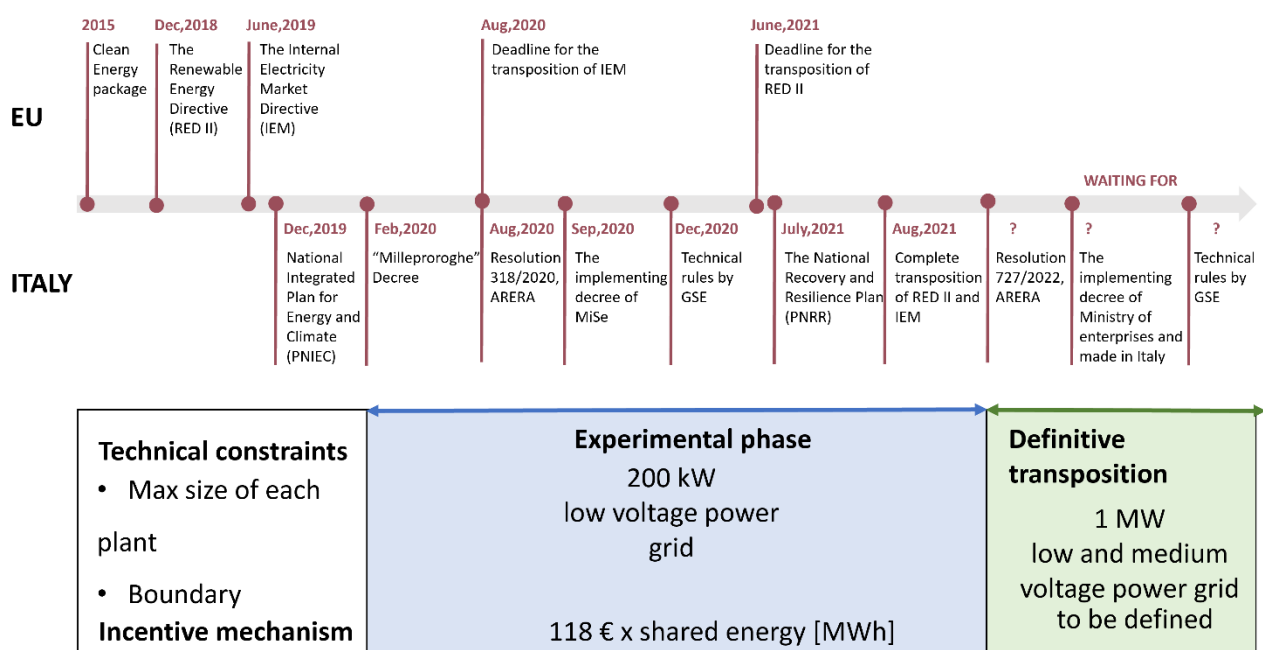 2015
Clean
Energy
package
Dec,2018
The
Renewable
Energy
Directive
(RED II)
June,2019
The Internal
Electricity
Market
Directive
(IEM)
Aug,2020
Deadline for the
transposition of IEM
June,2021
Deadline for the
transposition of
RED II
EU
WAITING FOR
ITALY
Dec,2019
National
Integrated
Plan for
Energy and
Climate
(PNIEC)
Feb,2020
“Milleproroghe”
Decree
Aug,2020
Resolution
318/2020,
ARERA
Sep,2020
The
implementing
decree of
MiSe
Dec,2020
Technical
rules by
GSE
July,2021
The National
Recovery and
Resilience Plan
(PNRR)
Aug,2021
Complete
transposition
of RED II and
IEM
?
Resolution
727/2022,
ARERA
?
The
implementing
decree of
Ministry of
enterprises and
made in Italy
?
Technical
rules by
GSE
Technical constraints
• Max size of each
plant
• Boundary
Incentive mechanism
Experimental phase
200 kW
low voltage power
grid
118 € x shared energy [MWh]
Definitive
transposition
1 MW
low and medium
voltage power grid
to be defined